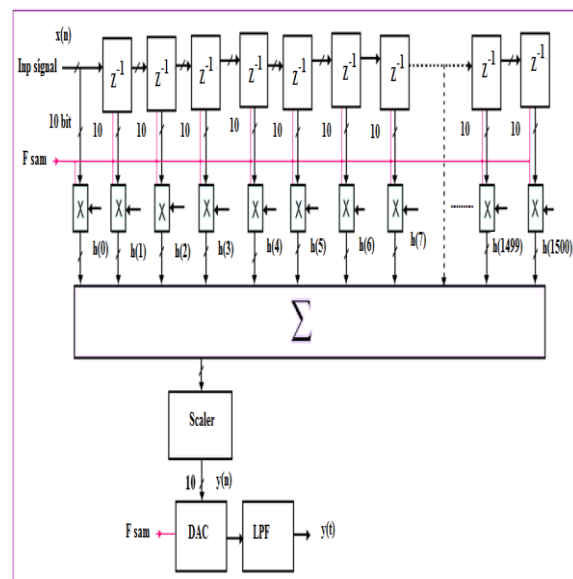 x(n)
Inp signal
Z-1 Z-1 Z-1 Z-1 Z-1 Z-1 Z-1 Z-1 Z-1
10 bit 10 10 10 10 10 10 10 10 10
F sam
X X X X X X X X X X
h(0) h(1) h(2) h(3) h(4) h(5) h(6) h(7) h(1499) h(1500)
Σ
Scaler
10 y(n)
F sam DAC LPF y(t)